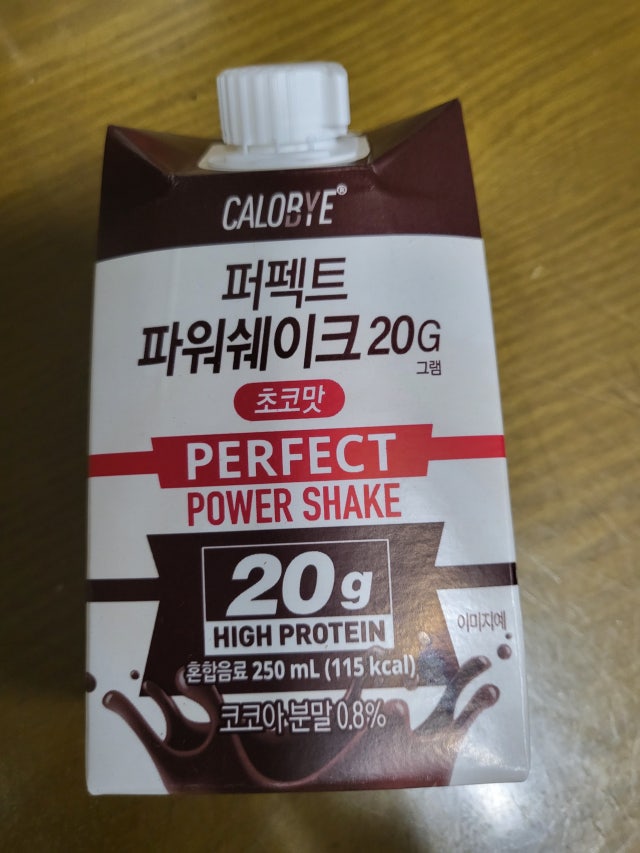 CALOBYE®
퍼펙트
파워쉐이크 20G
그램
초코맛
PERFECT
POWER SHAKE
20g
HIGH PROTEIN
이미지예
혼합음료 250 mL (115 kcal)
코코아분말 0.8%